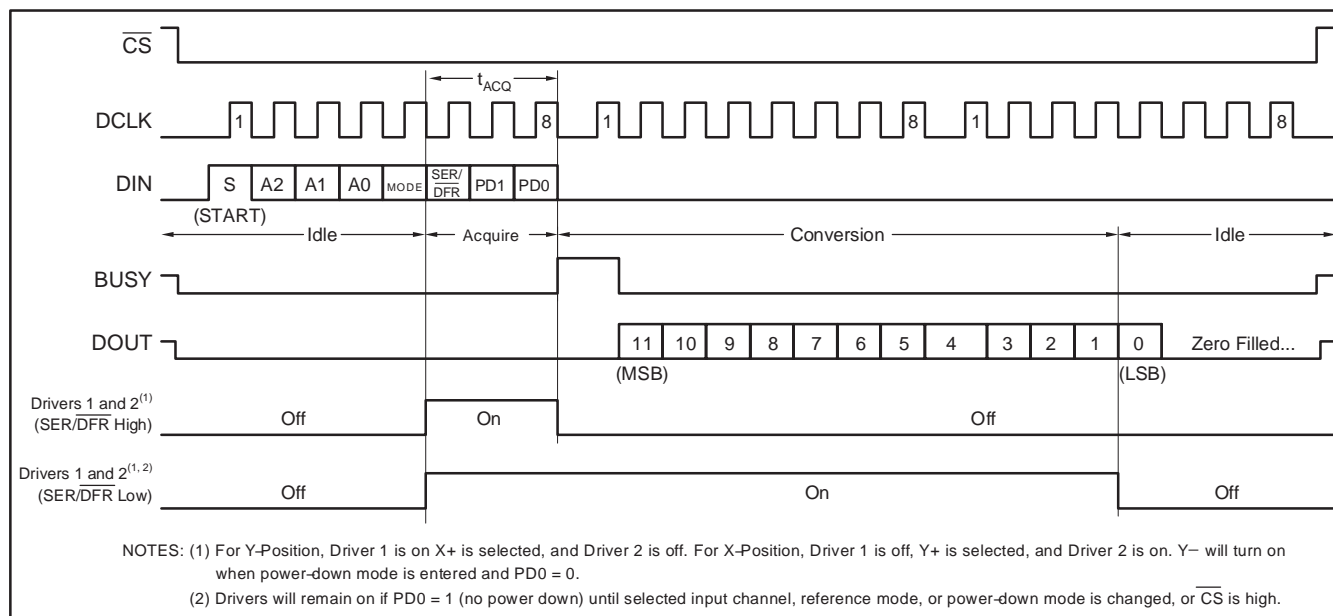 CS
t_ACQ
DCLK 1 8 1 8 1 8
DIN S A2 A1 A0 MODE SER/DFR PD1 PD0
(START)
Idle Acquire Conversion Idle
BUSY
DOUT 11 10 9 8 7 6 5 4 3 2 1 0 Zero Filled...
(MSB) (LSB)
Drivers 1 and 2(1)
(SER/DFR High) Off On Off
Drivers 1 and 2(1, 2)
(SER/DFR Low) Off On Off
NOTES: (1) For Y-Position, Driver 1 is on X+ is selected, and Driver 2 is off. For X-Position, Driver 1 is off, Y+ is selected, and Driver 2 is on. Y− will turn on
when power-down mode is entered and PD0 = 0.
(2) Drivers will remain on if PD0 = 1 (no power down) until selected input channel, reference mode, or power-down mode is changed, or CS is high.